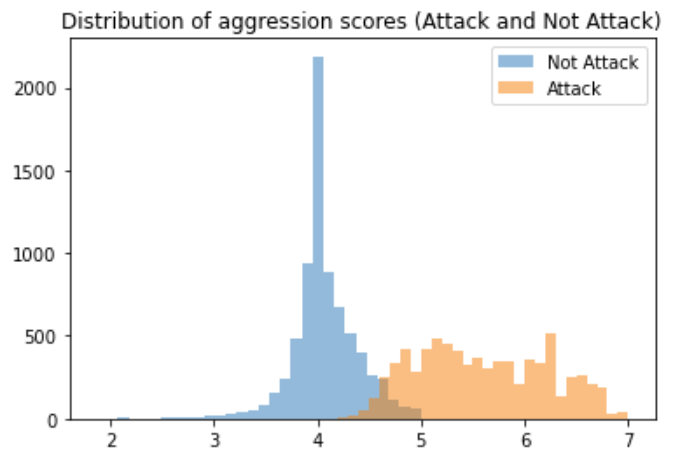 Distribution of aggression scores (Attack and Not Attack)
Not Attack
Attack
2000
1500
1000
500
0
2 3 4 5 6 7